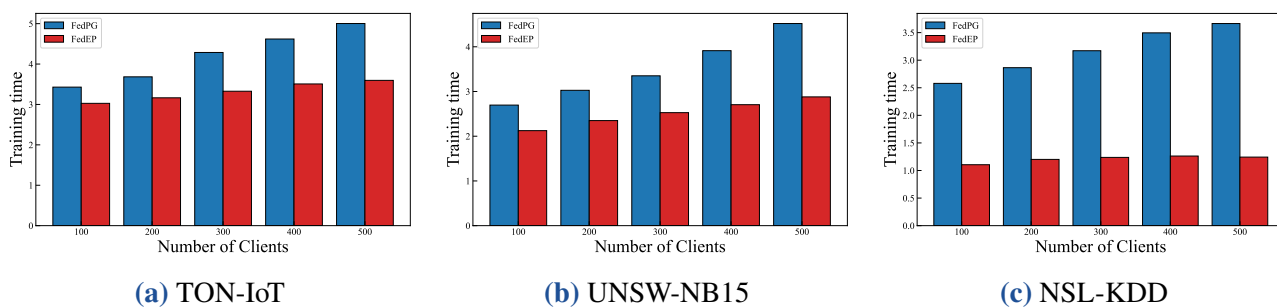 FedPG
FedEP
Training time
5
4
3
2
1
0
100 200 300 400 500
Number of Clients
(a) TON-IoT
FedPG
FedEP
Training time
4
3
2
1
0
100 200 300 400 500
Number of Clients
(b) UNSW-NB15
FedPG
FedEP
Training time
3.5
3.0
2.5
2.0
1.5
1.0
0.5
0.0
100 200 300 400 500
Number of Clients
(c) NSL-KDD